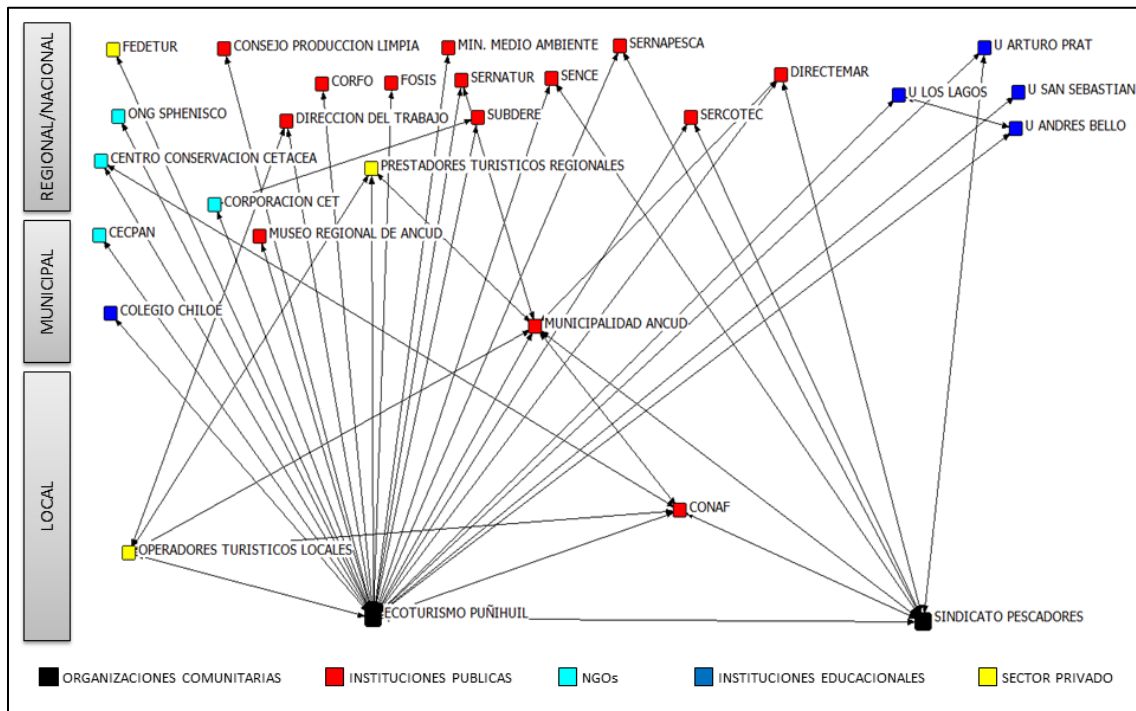 REGIONAL/NACIONAL
FEDETUR
CONSEJO PRODUCCION LIMPIA
MIN. MEDIO AMBIENTE
SERNAPESCA
U ARTURO PRAT
CORFO
FOSIS
SERNATUR
SENCE
DIRECTEMAR
U LOS LAGOS
U SAN SEBASTIAN
ONG SPHENISCO
DIRECCION DEL TRABAJO
SUBDERE
SERCOTEC
U ANDRES BELLO
CENTRO CONSERVACION CETACEA
PRESTADORES TURISTICOS REGIONALES
CORPORACION CET
MUNICIPAL
CECPAN
MUSEO REGIONAL DE ANCUD
COLEGIO CHILOE
MUNICIPALIDAD ANCUD
LOCAL
CONAF
OPERADORES TURISTICOS LOCALES
ECOTURISMO PUÑIHUIL
SINDICATO PESCADORES
ORGANIZACIONES COMUNITARIAS
INSTITUCIONES PUBLICAS
NGOs
INSTITUCIONES EDUCACIONALES
SECTOR PRIVADO